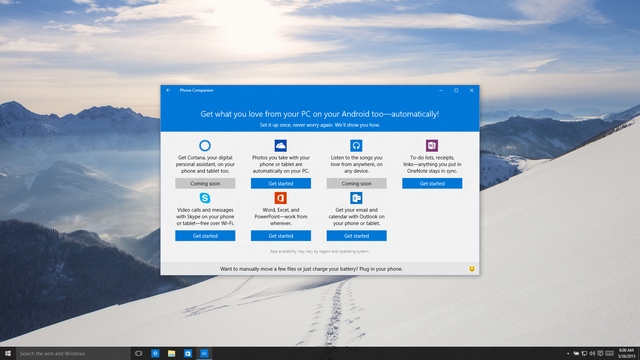 Phone Companion
Get what you love from your PC on your Android too—automatically!
Set it up once, never worry again. We'll show you how.
Get Cortana, your digital
personal assistant, on your
phone and tablet too.
Coming soon
Photos you take with your
phone or tablet are
automatically on your PC.
Get started
Listen to the songs you
love from anywhere, on
any device.
Coming soon
To-do lists, receipts,
links—anything you put in
OneNote stays in sync.
Get started
Video calls and messages
with Skype on your phone
or tablet—free over Wi-Fi.
Get started
Word, Excel, and
PowerPoint—work from
wherever.
Get started
Get your email and
calendar with Outlook on
your phone or tablet.
Get started
App availability may vary by region and operating system.
Want to manually move a few files or just charge your battery? Plug in your phone.
Search the web and Windows
8:00 AM
5/28/2015